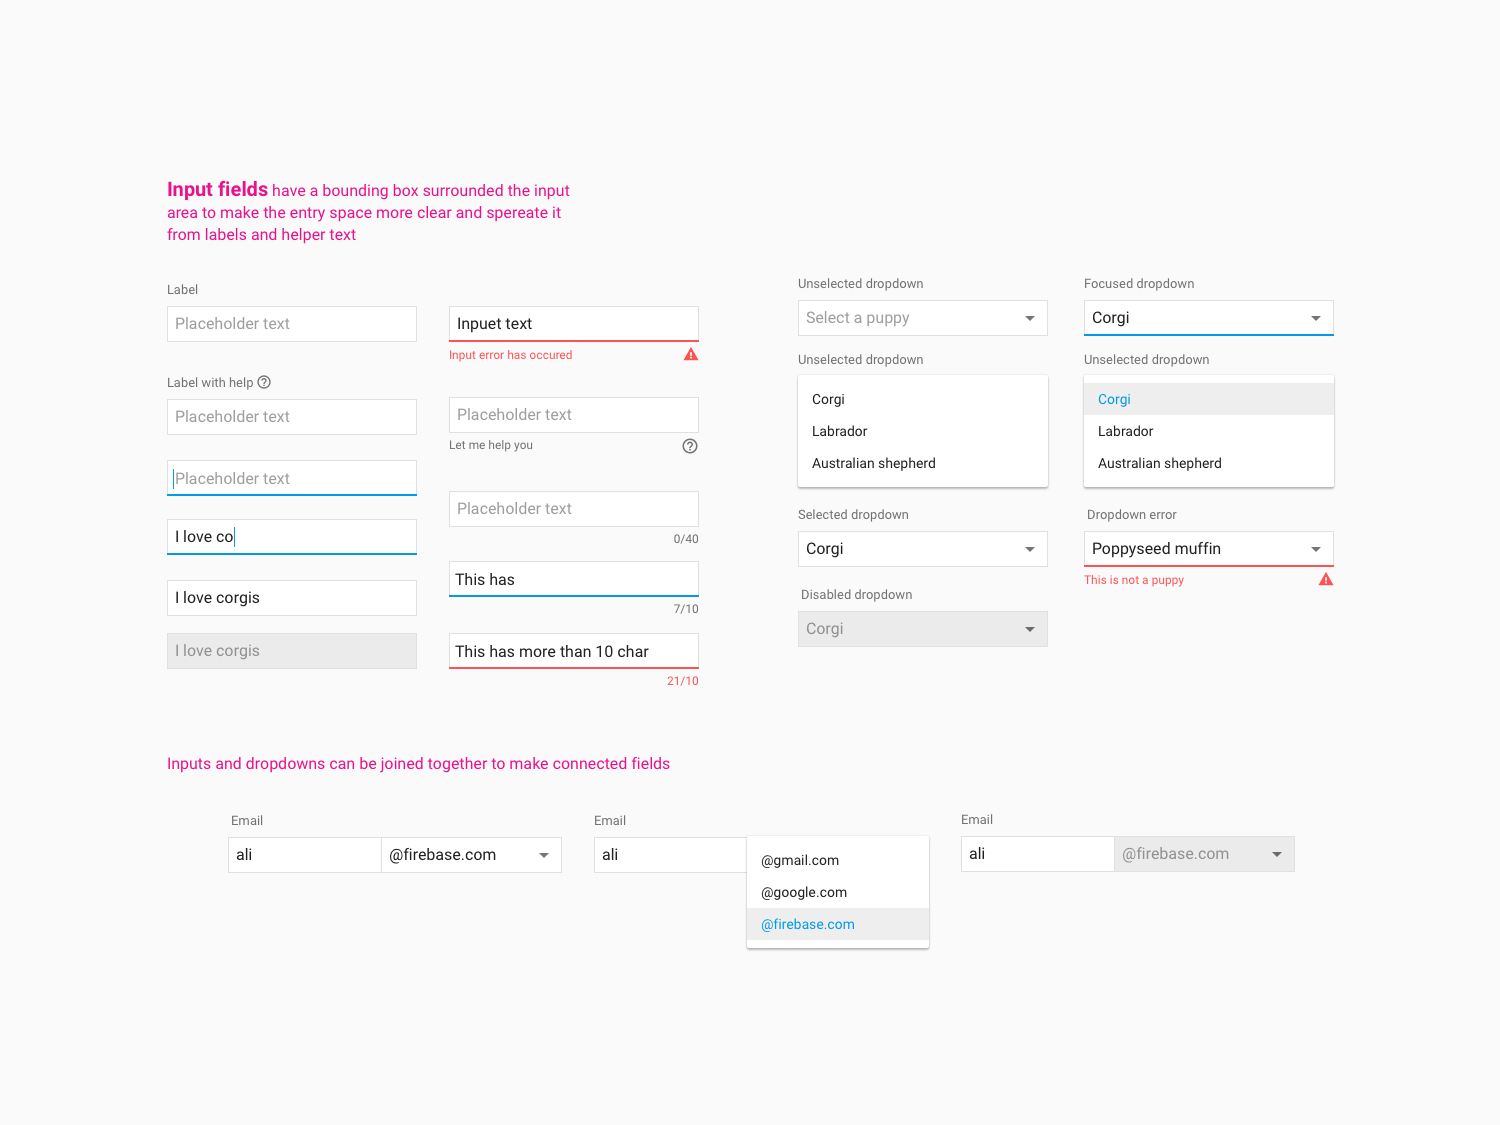 Input fields have a bounding box surrounded the input
area to make the entry space more clear and spereate it
from labels and helper text
Label
Placeholder text
Label with help
Placeholder text
Placeholder text
I love co
I love corgis
I love corgis
Inpuet text
Input error has occured
Placeholder text
Let me help you
Placeholder text
0/40
This has
7/10
This has more than 10 char
21/10
Unselected dropdown
Select a puppy
Unselected dropdown
Corgi
Labrador
Australian shepherd
Selected dropdown
Corgi
Disabled dropdown
Corgi
Focused dropdown
Corgi
Unselected dropdown
Corgi
Labrador
Australian shepherd
Dropdown error
Poppyseed muffin
This is not a puppy
Inputs and dropdowns can be joined together to make connected fields
Email
ali @firebase.com
Email
ali
@gmail.com
@google.com
@firebase.com
Email
ali @firebase.com